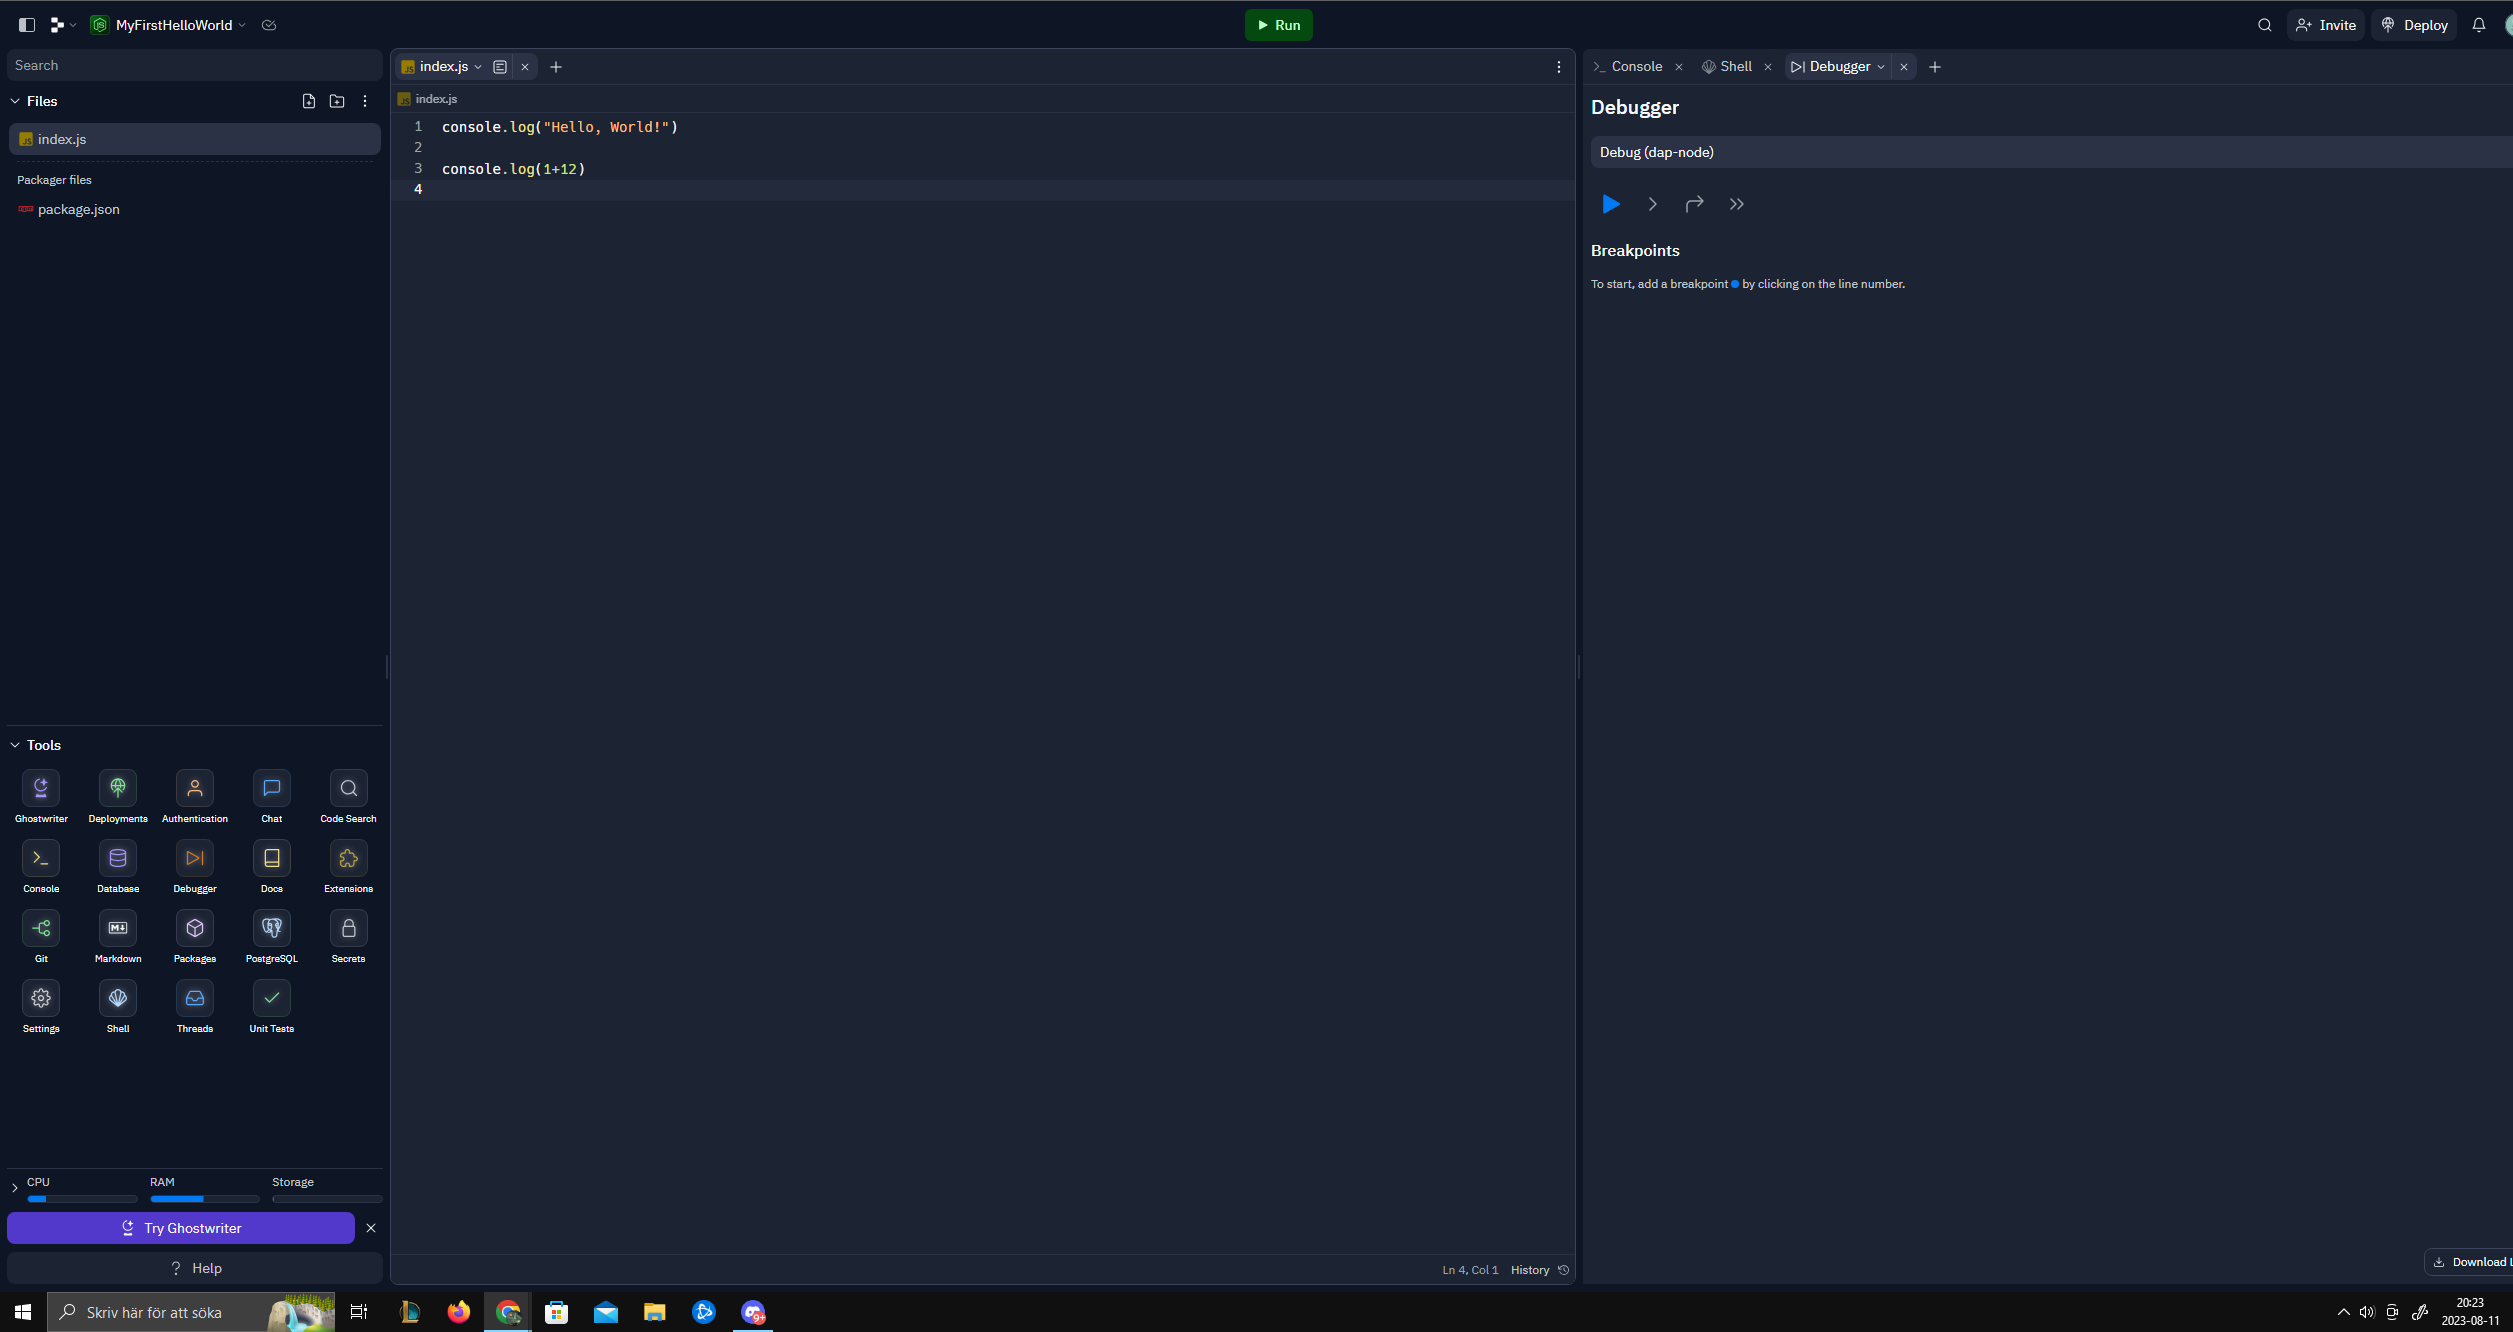 MyFirstHelloWorld
Run
Invite
Deploy
Search
Files
index.js
Packager files
package.json
index.js
index.js
1 console.log("Hello, World!")
2
3 console.log(1+12)
4
Console
Shell
Debugger
Debugger
Debug (dap-node)
Breakpoints
To start, add a breakpoint by clicking on the line number.
Tools
Ghostwriter Deployments Authentication Chat Code Search
Console Database Debugger Docs Extensions
Git Markdown Packages PostgreSQL Secrets
Settings Shell Threads Unit Tests
CPU RAM Storage
Try Ghostwriter
Help
Ln 4, Col 1 History
Download
Skriv här för att söka
9+
20:23
2023-08-11